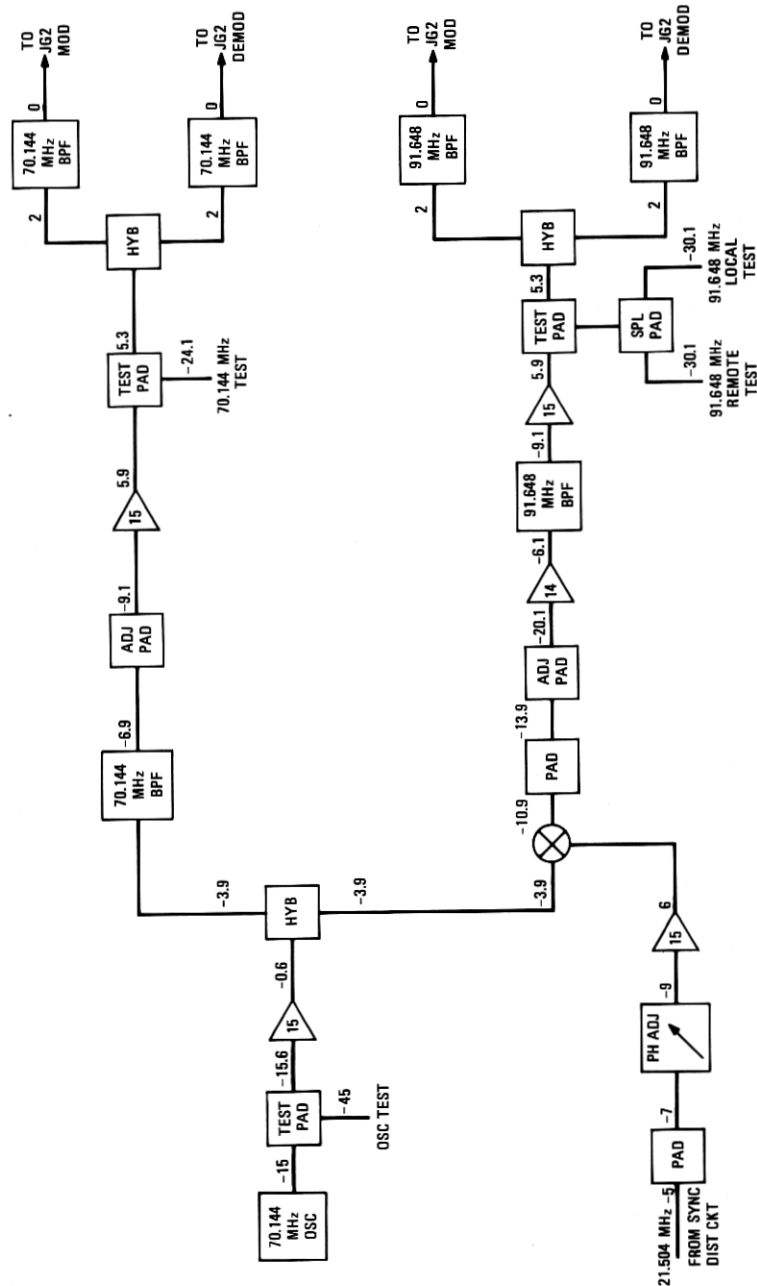 70.144
MHz
OSC
-15
TEST
PAD
-45
OSC TEST
-15.6
15
-0.6
HYB
-3.9
-3.9
-3.9
70.144
MHz
BPF
-6.9
ADJ
PAD
-9.1
15
5.9
TEST
PAD
-24.1
70.144 MHz
TEST
5.3
HYB
2
70.144
MHz
BPF
0
TO
JG2
MOD
2
70.144
MHz
BPF
0
TO
JG2
DEMOD
21.504 MHz -5
FROM SYNC
DIST CKT
PAD
-7
PH ADJ
-9
15
6
-10.9
PAD
-13.9
ADJ
PAD
-20.1
14
-6.1
91.648
MHz
BPF
-9.1
15
5.9
TEST
PAD
5.3
SPL
PAD
-30.1
91.648 MHz
REMOTE
TEST
-30.1
91.648 MHz
LOCAL
TEST
HYB
2
91.648
MHz
BPF
0
TO
JG2
MOD
2
91.648
MHz
BPF
0
TO
JG2
DEMOD